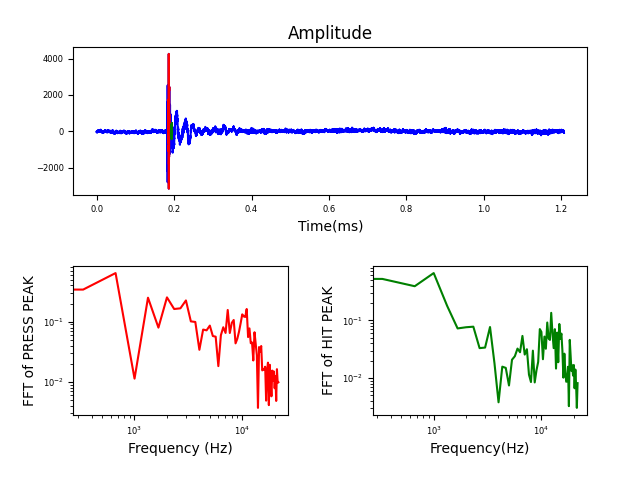 Amplitude
4000
2000
0
−2000
0.0 0.2 0.4 0.6 0.8 1.0 1.2
Time(ms)
FFT of PRESS PEAK
10⁻¹
10⁻²
10³ 10⁴
Frequency (Hz)
FFT of HIT PEAK
10⁻¹
10⁻²
10³ 10⁴
Frequency(Hz)